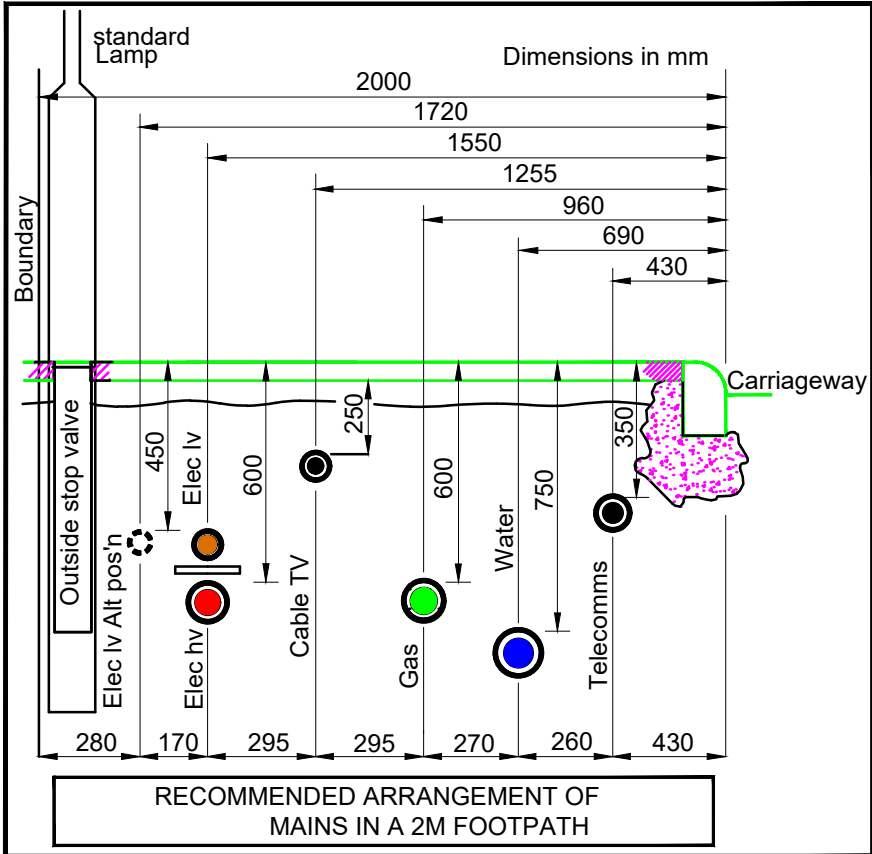 standard
Lamp
Dimensions in mm
2000
1720
1550
1255
960
690
430
Boundary
Carriageway
Outside stop valve
450
Elec lv
600
250
600
750
350
Elec lv Alt pos'n
Elec hv
Cable TV
Gas
Water
Telecomms
280
170
295
295
270
260
430
RECOMMENDED ARRANGEMENT OF
MAINS IN A 2M FOOTPATH